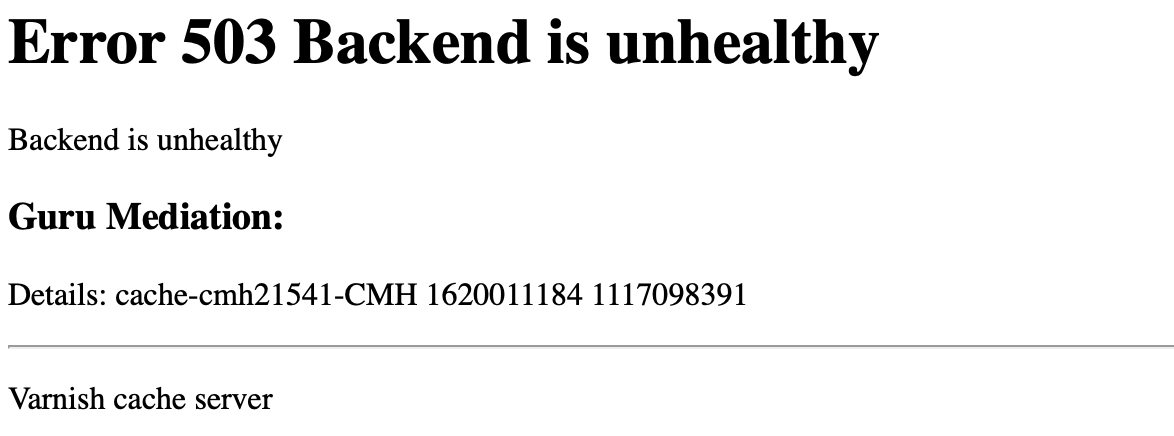 Error 503 Backend is unhealthy
Backend is unhealthy
Guru Mediation:
Details: cache-cmh21541-CMH 1620011184 1117098391
Varnish cache server